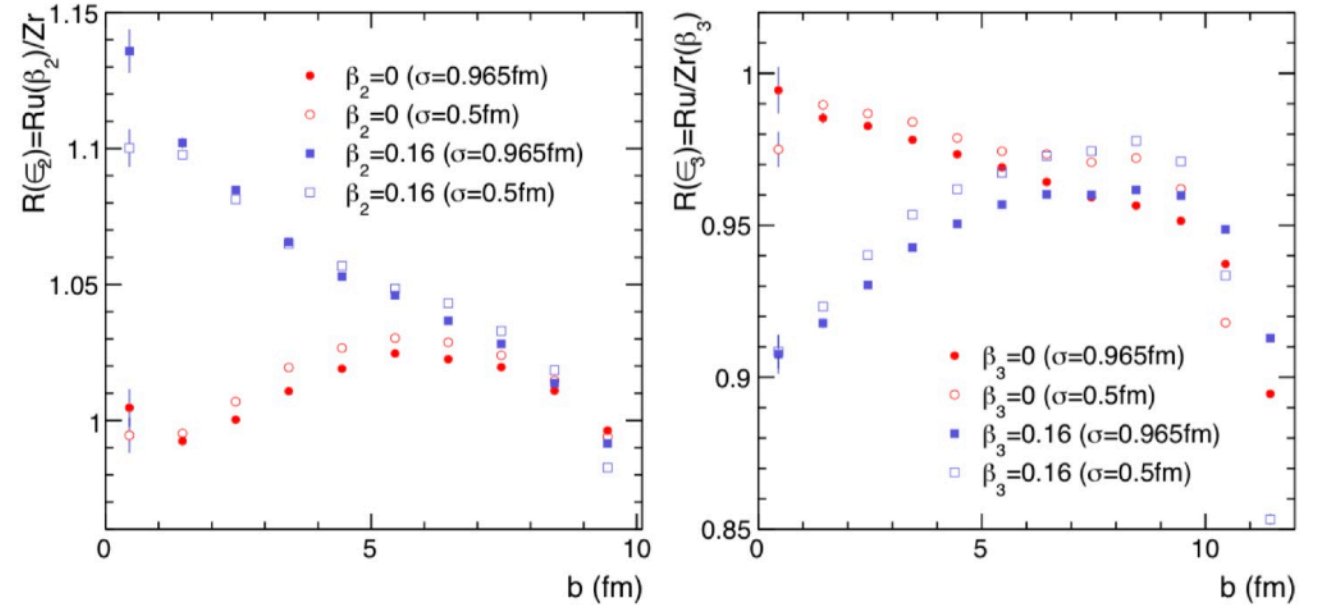 R(ϵ₂)=Ru(β₂)/Zr
1.15
1.1
1.05
1
β₂=0 (σ=0.965fm)
β₂=0 (σ=0.5fm)
β₂=0.16 (σ=0.965fm)
β₂=0.16 (σ=0.5fm)
0
5
10
b (fm)
R(ϵ₃)=Ru/Zr(β₃)
1
0.95
0.9
0.85
β₃=0 (σ=0.965fm)
β₃=0 (σ=0.5fm)
β₃=0.16 (σ=0.965fm)
β₃=0.16 (σ=0.5fm)
0
5
10
b (fm)